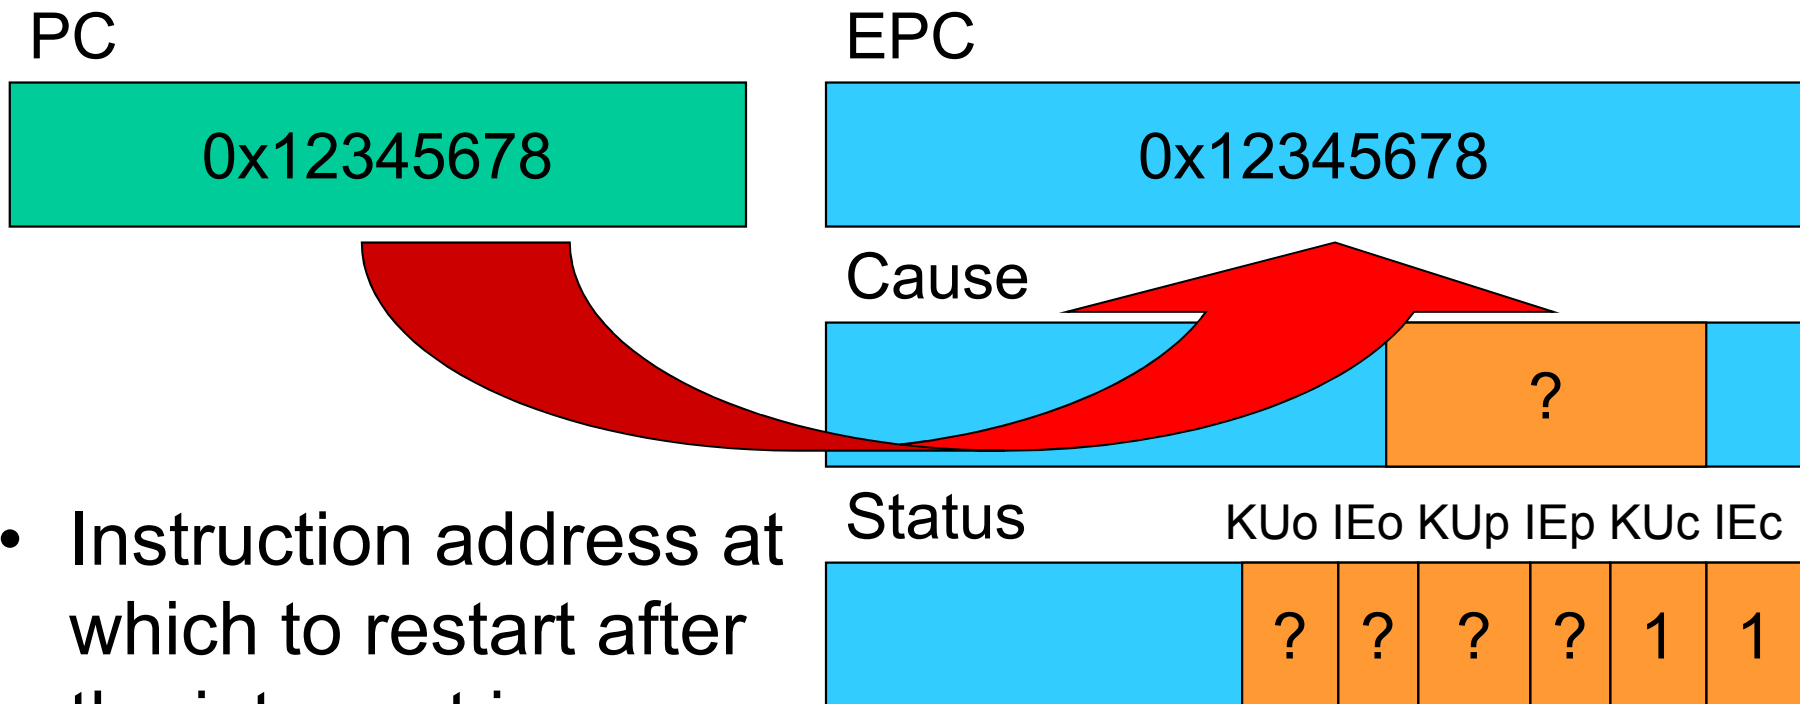 PC
EPC
0x12345678
0x12345678
Cause
?
• Instruction address at
which to restart after
Status
KUo IEo KUp IEp KUc IEc
? ? ? ? 1 1